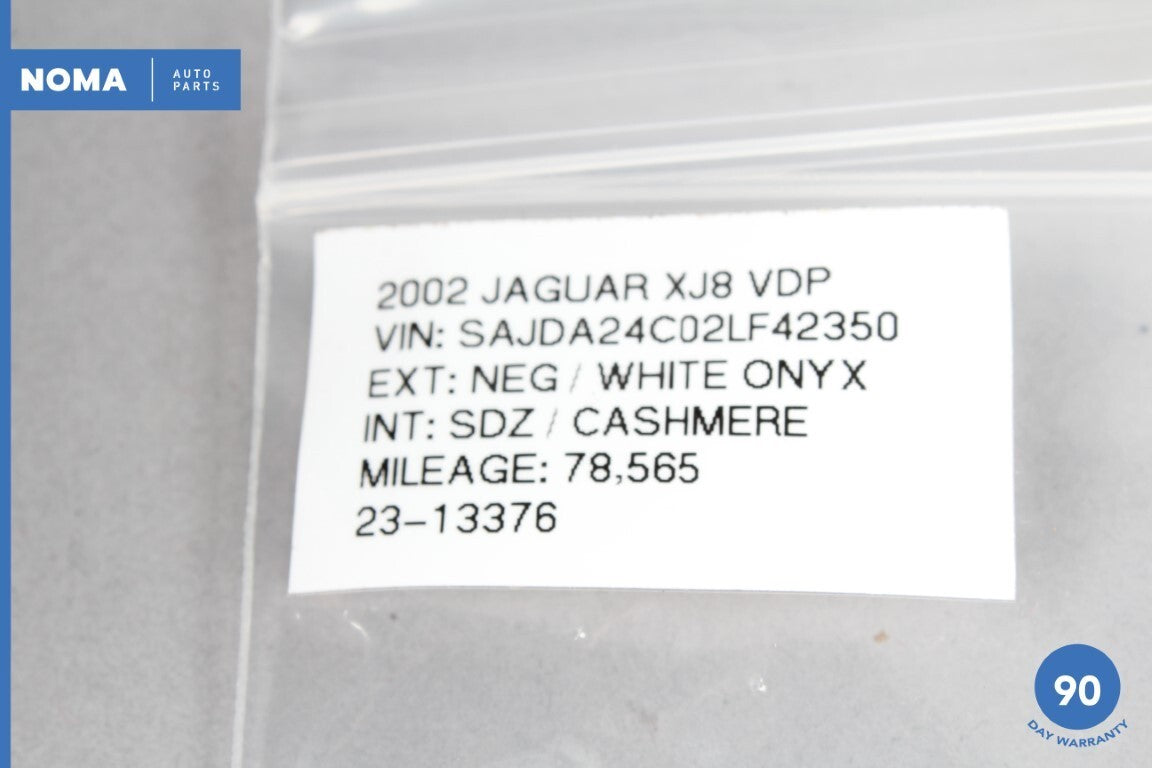 NOMA
AUTO
PARTS
2002 JAGUAR XJ8 VDP
VIN: SAJDA24C02LF42350
EXT: NEG / WHITE ONYX
INT: SDZ / CASHMERE
MILEAGE: 78,565
23-13376
90
DAY WARRANTY